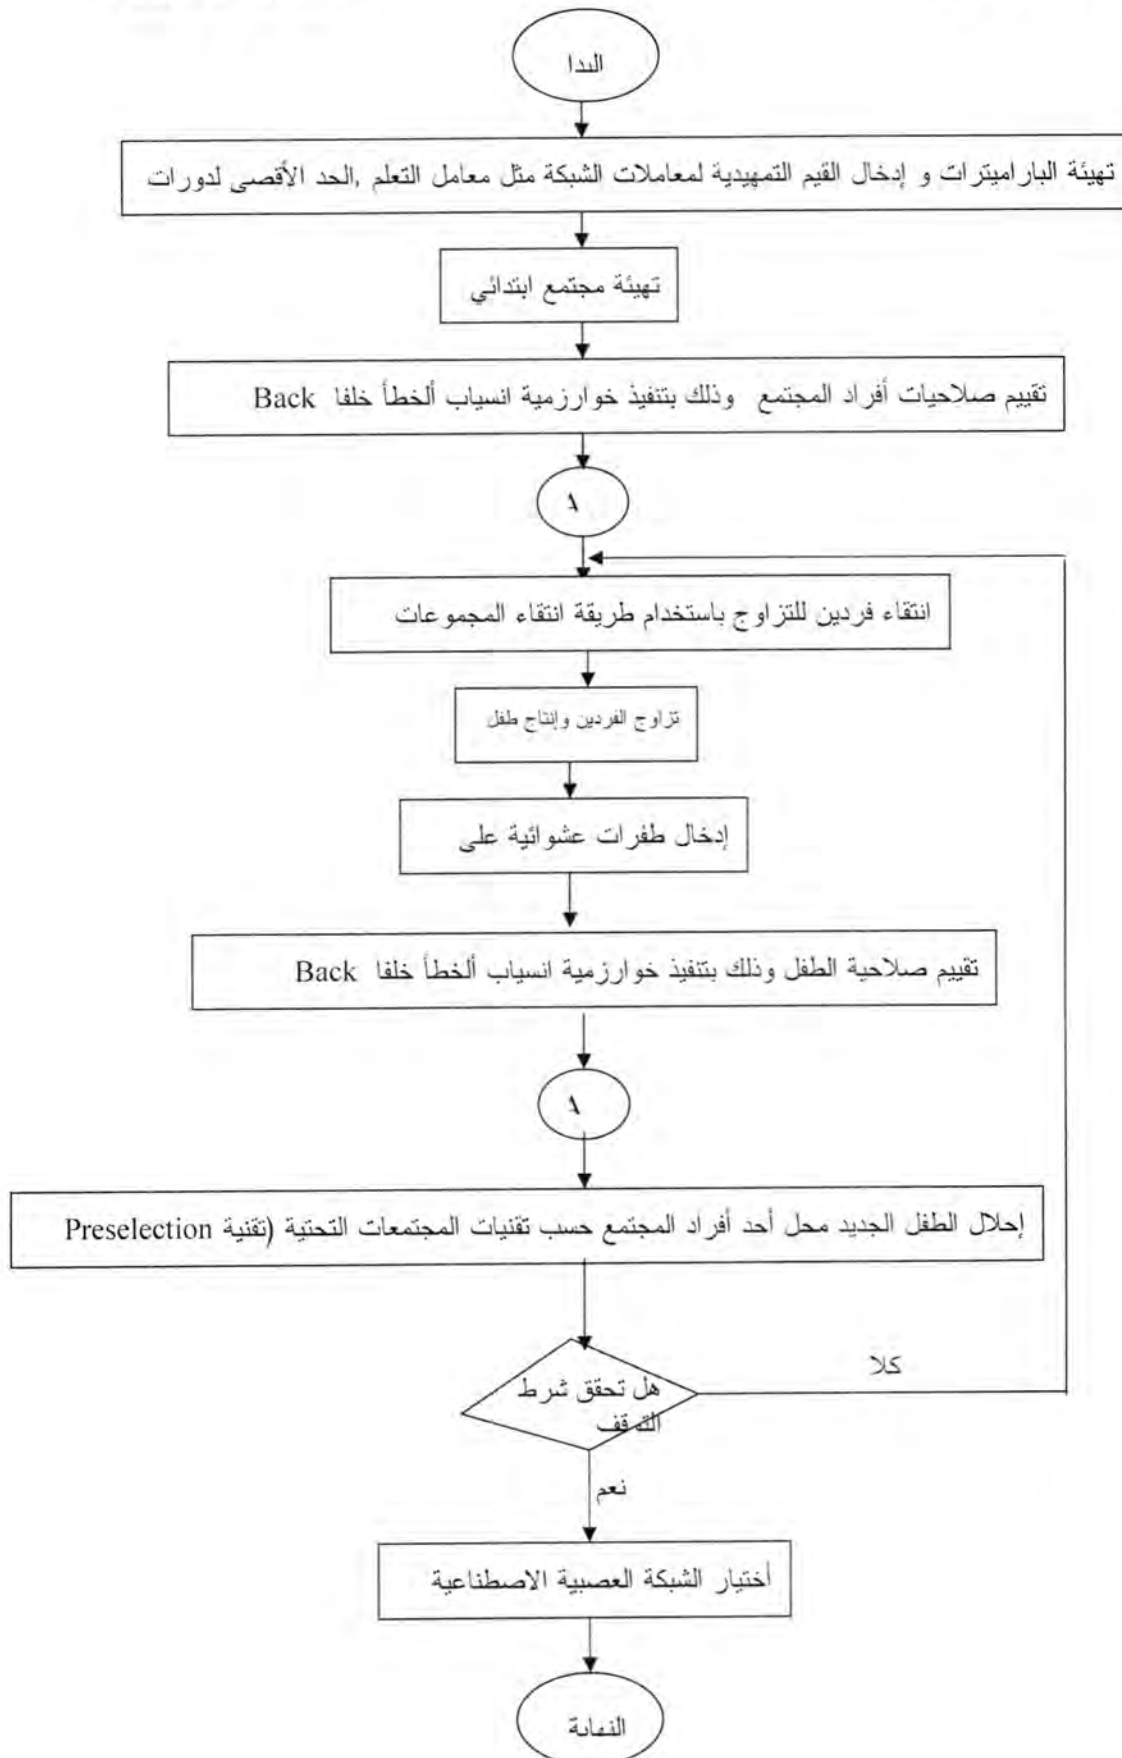 البدا
تهيئة الباراميترات و إدخال القيم التمهيدية لمعاملات الشبكة مثل معامل التعلم ,الحد الأقصى لدورات
تهيئة مجتمع ابتدائي
تقييم صلاحيات أفراد المجتمع وذلك بتنفيذ خوارزمية انسياب ألخطأ خلفا Back
١
انتقاء فردين للتزاوج باستخدام طريقة انتقاء المجموعات
تزاوج الفردين وإنتاج طفل
إدخال طفرات عشوائية على
تقييم صلاحية الطفل وذلك بتنفيذ خوارزمية انسياب ألخطأ خلفا Back
١
إحلال الطفل الجديد محل أحد أفراد المجتمع حسب تقنيات المجتمعات التحتية (تقنية Preselection
كلا
هل تحقق شرط
التوقف
نعم
أختيار الشبكة العصبية الاصطناعية
النهاية